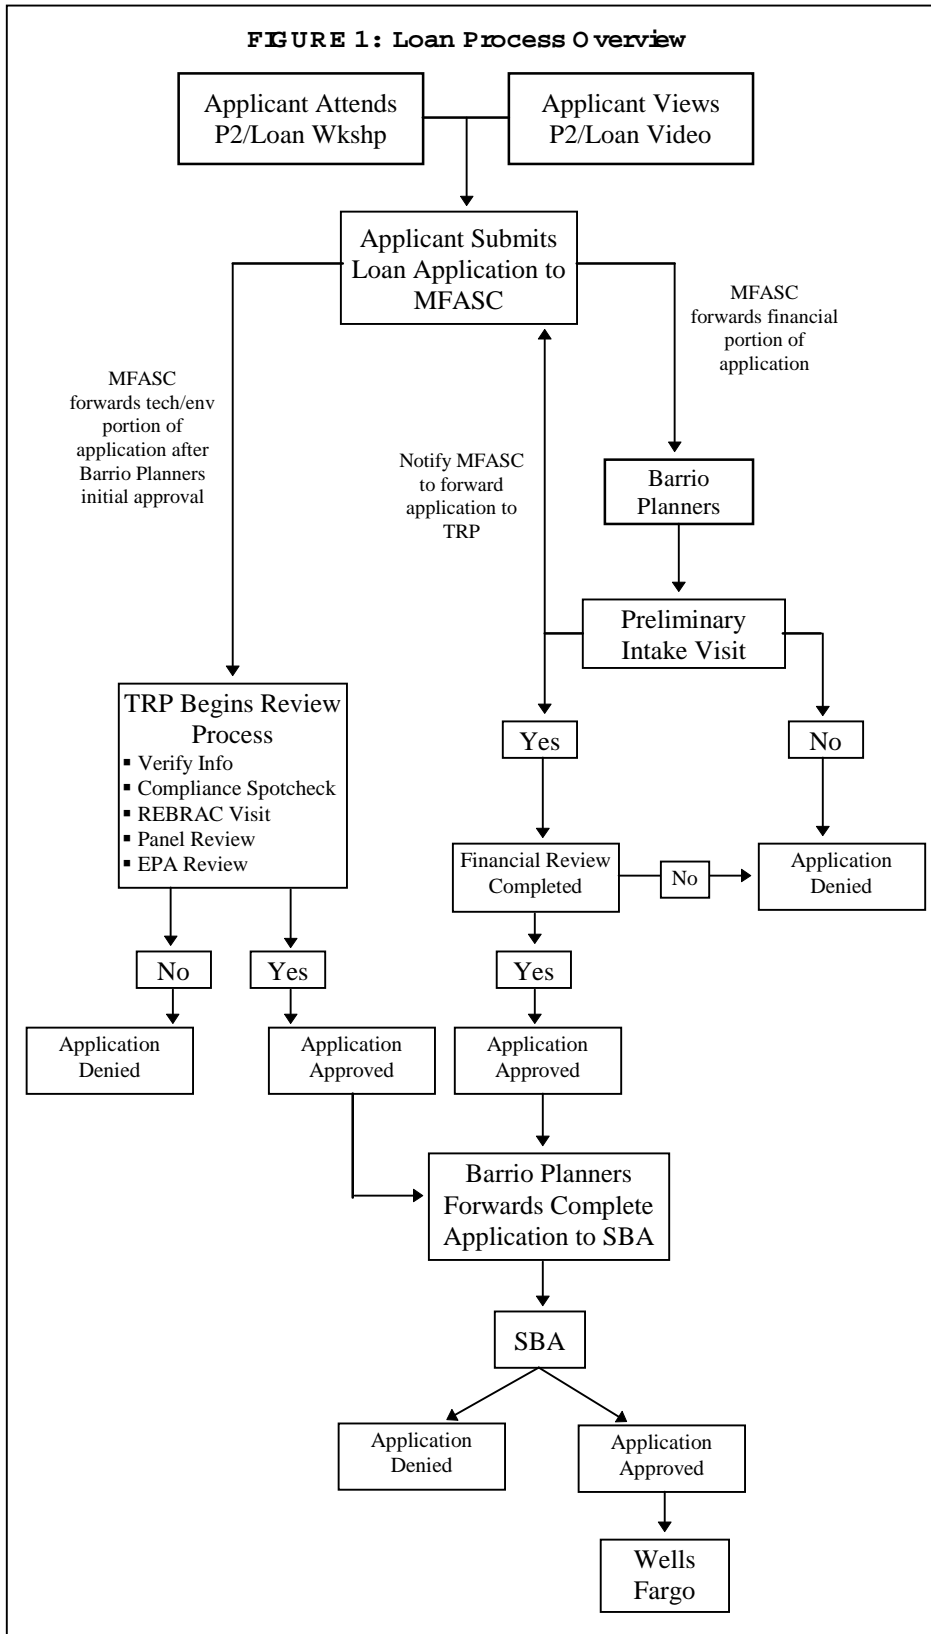 FIGURE 1: Loan Process Overview
Applicant Attends
P2/Loan Wkshp
Applicant Views
P2/Loan Video
Applicant Submits
Loan Application to
MFASC
MFASC
forwards financial
portion of
application
MFASC
forwards tech/env
portion of
application after
Barrio Planners
initial approval
Notify MFASC
to forward
application to
TRP
Barrio
Planners
Preliminary
Intake Visit
TRP Begins Review
Process
▪ Verify Info
▪ Compliance Spotcheck
▪ REBRAC Visit
▪ Panel Review
▪ EPA Review
Yes
No
Financial Review
Completed
No
Application
Denied
No
Yes
Yes
Application
Denied
Application
Approved
Application
Approved
Barrio Planners
Forwards Complete
Application to SBA
SBA
Application
Denied
Application
Approved
Wells
Fargo